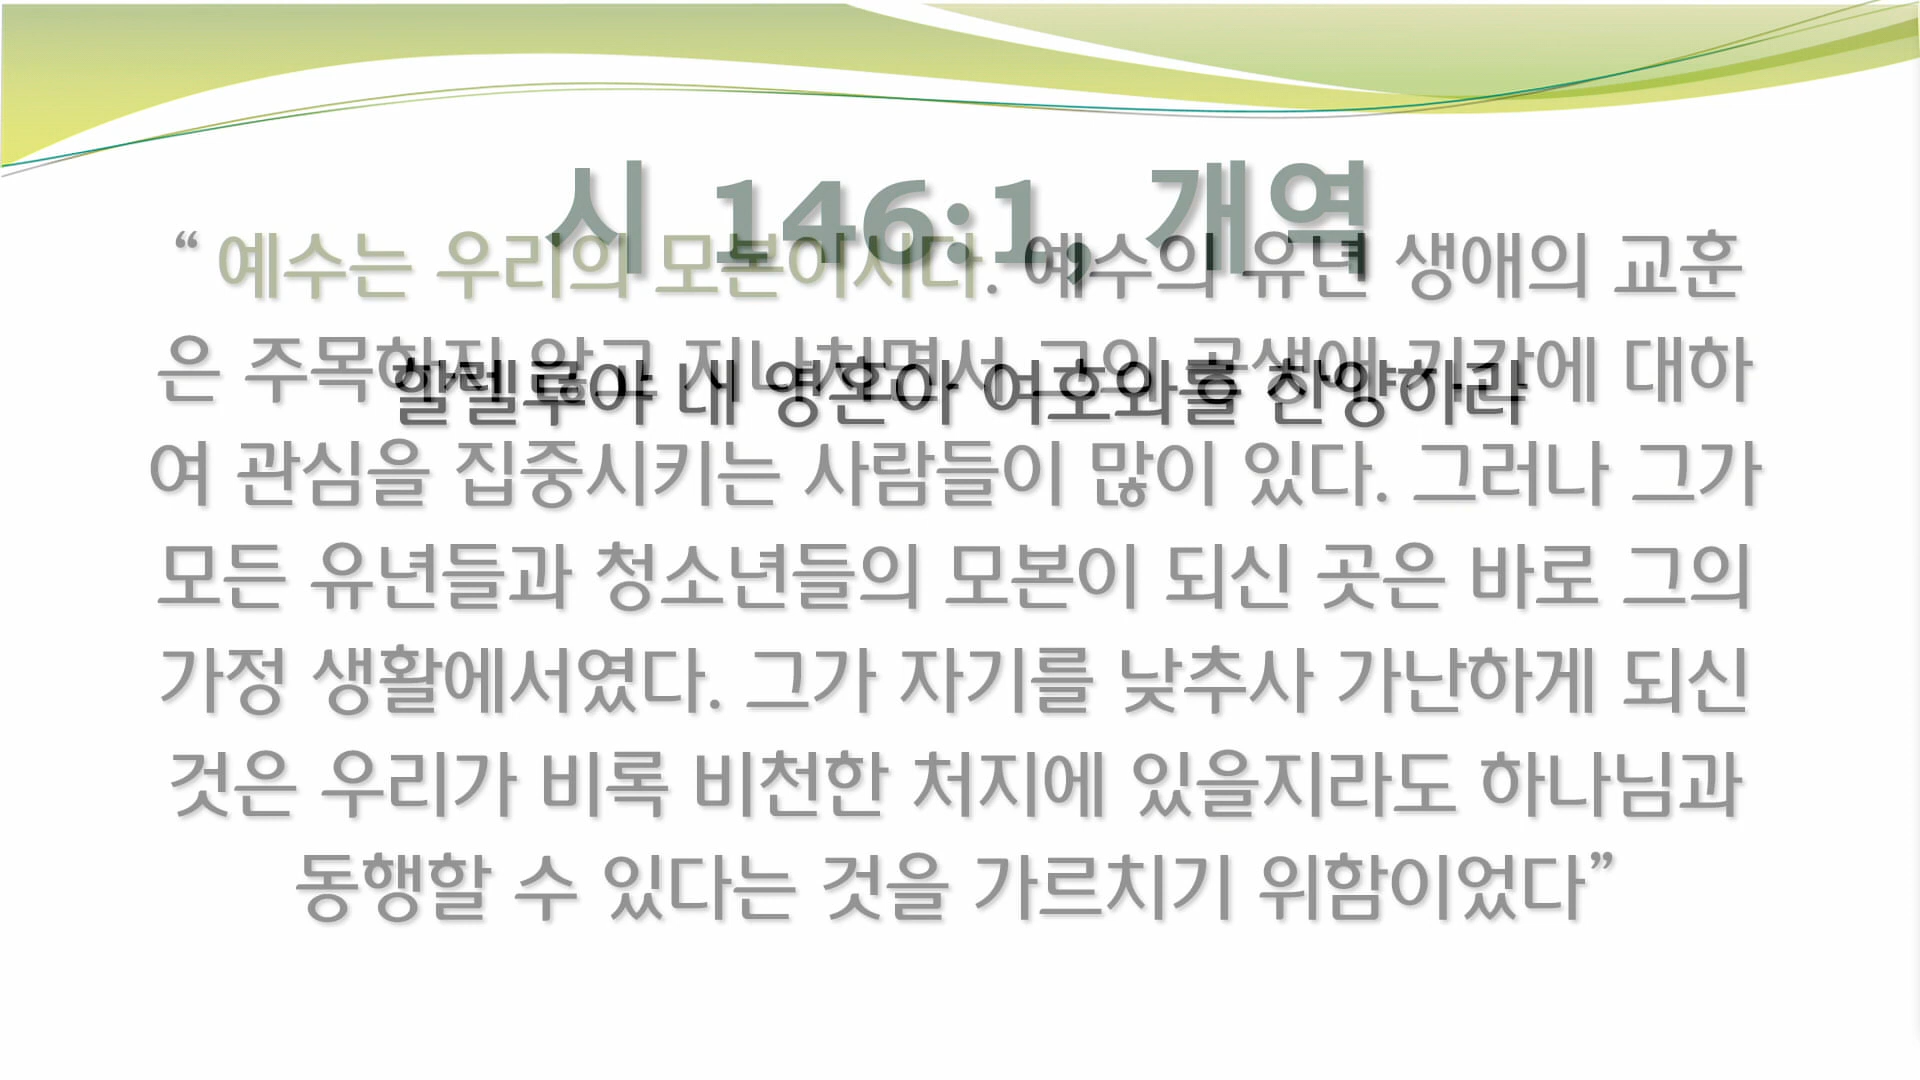 시 146:1, 개역
“예수는 우리의 모본이시다. 예수의 유년 생애의 교훈
할렐루야 내 영혼아 여호와를 찬양하라
은 주목하지 않고 지나치면서 그의 공생애 기간에 대하
여 관심을 집중시키는 사람들이 많이 있다. 그러나 그가
모든 유년들과 청소년들의 모본이 되신 곳은 바로 그의
가정 생활에서였다. 그가 자기를 낮추사 가난하게 되신
것은 우리가 비록 비천한 처지에 있을지라도 하나님과
동행할 수 있다는 것을 가르치기 위함이었다”